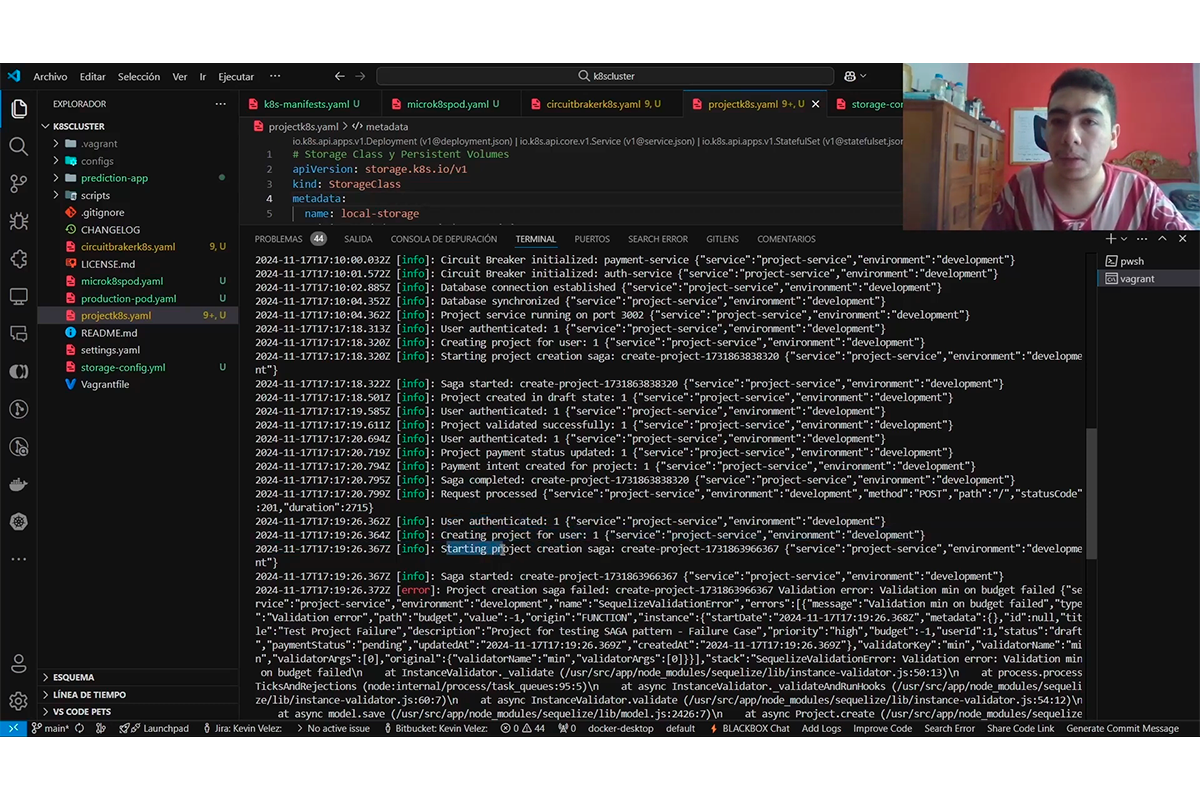 Archivo Editar Selección Ver Ir Ejecutar ··· k8scluster
EXPLORADOR ···
K8SCLUSTER
.vagrant
configs
prediction-app
scripts
.gitignore
CHANGELOG
circuitbrakerk8s.yaml 9, U
LICENSE.md
microk8spod.yaml U
production-pod.yaml U
projectk8s.yaml 9+, U
README.md
settings.yaml
storage-config.yml U
Vagrantfile
ESQUEMA
LÍNEA DE TIEMPO
VS CODE PETS
k8s-manifests.yaml U microk8spod.yaml U circuitbrakerk8s.yaml 9, U projectk8s.yaml 9+, U storage-con
projectk8s.yaml > metadata
io.k8s.api.apps.v1.Deployment (v1@deployment.json) | io.k8s.api.core.v1.Service (v1@service.json) | io.k8s.api.apps.v1.StatefulSet (v1@statefulset.json
1 # Storage Class y Persistent Volumes
2 apiVersion: storage.k8s.io/v1
3 kind: StorageClass
4 metadata:
5 name: local-storage
PROBLEMAS 44 SALIDA CONSOLA DE DEPURACIÓN TERMINAL PUERTOS SEARCH ERROR GITLENS COMENTARIOS
pwsh
vagrant
2024-11-17T17:10:00.032Z [info]: Circuit Breaker initialized: payment-service {"service":"project-service","environment":"development"}
2024-11-17T17:10:01.572Z [info]: Circuit Breaker initialized: auth-service {"service":"project-service","environment":"development"}
2024-11-17T17:10:02.885Z [info]: Database connection established {"service":"project-service","environment":"development"}
2024-11-17T17:10:04.352Z [info]: Database synchronized {"service":"project-service","environment":"development"}
2024-11-17T17:10:04.362Z [info]: Project service running on port 3002 {"service":"project-service","environment":"development"}
2024-11-17T17:17:18.313Z [info]: User authenticated: 1 {"service":"project-service","environment":"development"}
2024-11-17T17:17:18.320Z [info]: Creating project for user: 1 {"service":"project-service","environment":"development"}
2024-11-17T17:17:18.320Z [info]: Starting project creation saga: create-project-1731863838320 {"service":"project-service","environment":"developme
nt"}
2024-11-17T17:17:18.322Z [info]: Saga started: create-project-1731863838320 {"service":"project-service","environment":"development"}
2024-11-17T17:17:18.501Z [info]: Project created in draft state: 1 {"service":"project-service","environment":"development"}
2024-11-17T17:17:19.585Z [info]: User authenticated: 1 {"service":"project-service","environment":"development"}
2024-11-17T17:17:19.611Z [info]: Project validated successfully: 1 {"service":"project-service","environment":"development"}
2024-11-17T17:17:20.694Z [info]: User authenticated: 1 {"service":"project-service","environment":"development"}
2024-11-17T17:17:20.719Z [info]: Project payment status updated: 1 {"service":"project-service","environment":"development"}
2024-11-17T17:17:20.794Z [info]: Payment intent created for project: 1 {"service":"project-service","environment":"development"}
2024-11-17T17:17:20.795Z [info]: Saga completed: create-project-1731863838320 {"service":"project-service","environment":"development"}
2024-11-17T17:17:20.799Z [info]: Request processed {"service":"project-service","environment":"development","method":"POST","path":"/","statusCode"
:201,"duration":2715}
2024-11-17T17:19:26.362Z [info]: User authenticated: 1 {"service":"project-service","environment":"development"}
2024-11-17T17:19:26.364Z [info]: Creating project for user: 1 {"service":"project-service","environment":"development"}
2024-11-17T17:19:26.367Z [info]: Starting project creation saga: create-project-1731863966367 {"service":"project-service","environment":"developme
nt"}
2024-11-17T17:19:26.367Z [info]: Saga started: create-project-1731863966367 {"service":"project-service","environment":"development"}
2024-11-17T17:19:26.372Z [error]: Project creation saga failed: create-project-1731863966367 Validation error: Validation min on budget failed {"se
rvice":"project-service","environment":"development","name":"SequelizeValidationError","errors":[{"message":"Validation min on budget failed","type"
:"Validation error","path":"budget","value":-1,"origin":"FUNCTION","instance":{"startDate":"2024-11-17T17:19:26.368Z","metadata":{},"id":null,"tit
le":"Test Project Failure","description":"Project for testing SAGA pattern - Failure Case","priority":"high","budget":-1,"userId":1,"status":"draft
","paymentStatus":"pending","updatedAt":"2024-11-17T17:19:26.369Z","createdAt":"2024-11-17T17:19:26.369Z"},"validatorKey":"min","validatorName":"mi
n","validatorArgs":[0],"original":{"validatorName":"min","validatorArgs":[0]}}],"stack":"SequelizeValidationError: Validation error: Validation min
on budget failed\n at InstanceValidator._validate (/usr/src/app/node_modules/sequelize/lib/instance-validator.js:50:13)\n at process.process
TicksAndRejections (node:internal/process/task_queues:95:5)\n at async InstanceValidator._validateAndRunHooks (/usr/src/app/node_modules/sequeli
ze/lib/instance-validator.js:60:7)\n at async InstanceValidator.validate (/usr/src/app/node_modules/sequelize/lib/instance-validator.js:54:12)\n
at async model.save (/usr/src/app/node_modules/sequelize/lib/model.js:2426:7)\n at async Project.create (/usr/src/app/node_modules/sequelize
main* Launchpad Jira: Kevin Velez: No active issue Bitbucket: Kevin Velez: 0 44 0 docker-desktop default BLACKBOX Chat Add Logs Improve Code Search Error Share Code Link Generate Commit Message